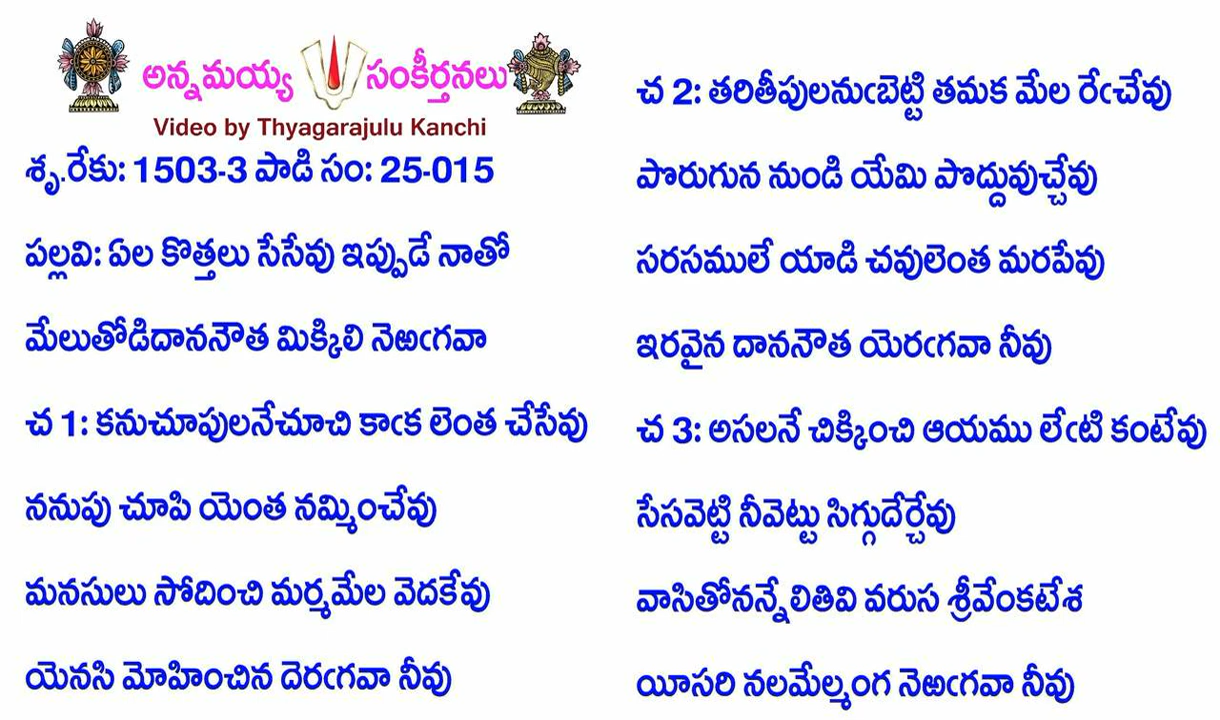 అన్నమయ్య సంకీర్తనలు
Video by Thyagarajulu Kanchi
శృ.రేకు: 1503-3 పాడి సం: 25-015
పల్లవి: ఏల కొత్తలు సేసేవు ఇప్పుడే నాతో
మేలుతోడిదాననౌత మిక్కిలి నెఱఁగవా
చ 1: కనుచూపులనేచూచి కాఁక లెంత చేసేవు
ననుపు చూపి యెంత నమ్మించేవు
మనసులు సోదించి మర్మమేల వెదకేవు
యెనసి మోహించిన దెరఁగవా నీవు
చ 2: తరితీపులనుఁబెట్టి తమక మేల రేఁచేవు
పొరుగున నుండి యేమి పొద్దువుచ్చేవు
సరసములే యాడి చవులెంత మరపేవు
ఇరవైన దాననౌత యెరఁగవా నీవు
చ 3: అసలనే చిక్కించి ఆయము లేఁటి కంటేవు
సేసవెట్టి నీవెట్టు సిగ్గుదేర్చేవు
వాసితోనన్నేలితివి వరుస శ్రీవేంకటేశ
యీసరి నలమేల్మంగ నెఱఁగవా నీవు